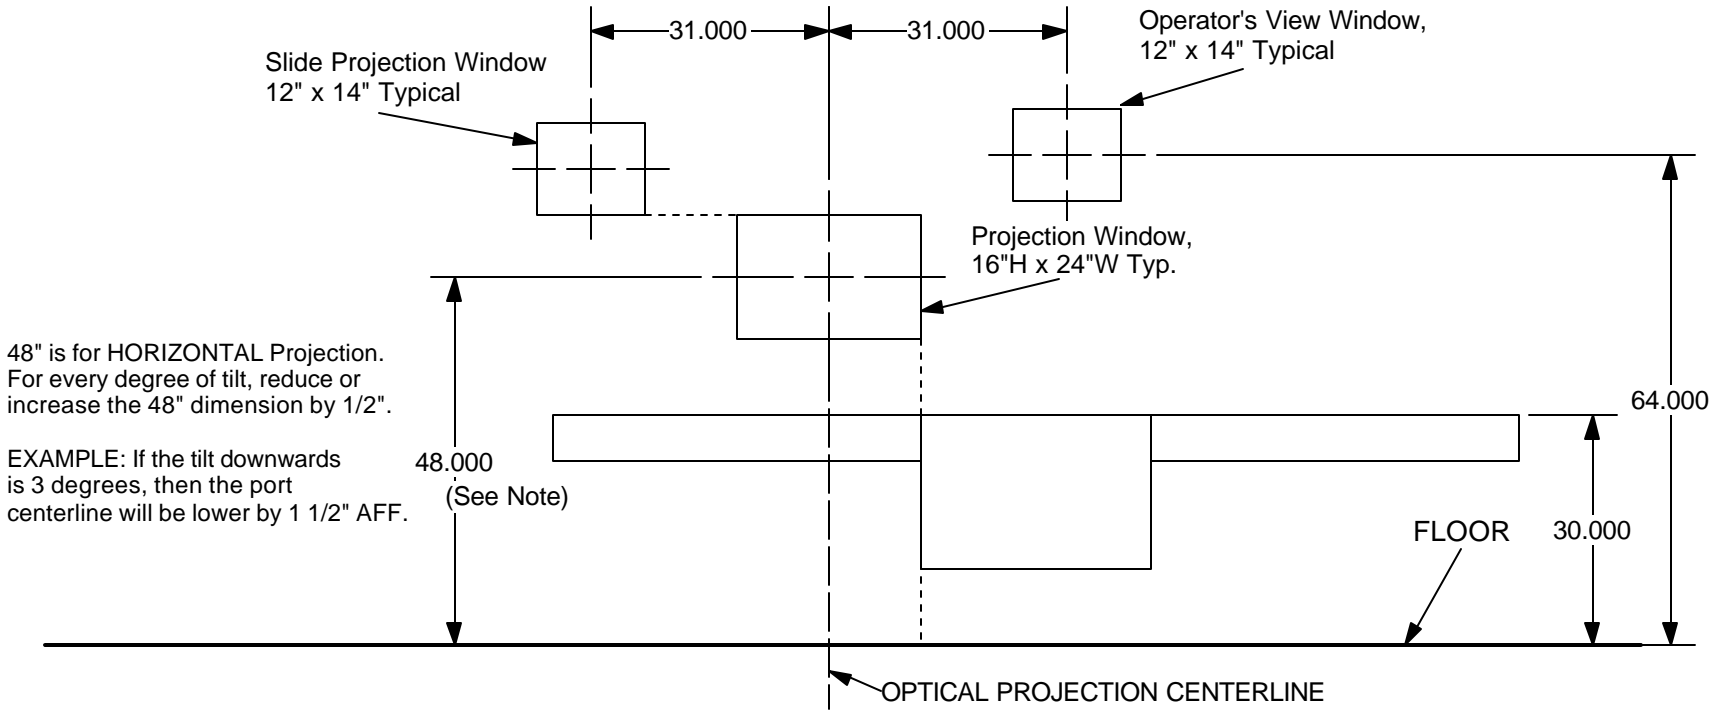 31.000
31.000
Operator's View Window,
12" x 14" Typical
Slide Projection Window
12" x 14" Typical
Projection Window,
16"H x 24"W Typ.
48" is for HORIZONTAL Projection.
For every degree of tilt, reduce or
increase the 48" dimension by 1/2".
EXAMPLE: If the tilt downwards
is 3 degrees, then the port
centerline will be lower by 1 1/2" AFF.
48.000
(See Note)
64.000
30.000
FLOOR
OPTICAL PROJECTION CENTERLINE